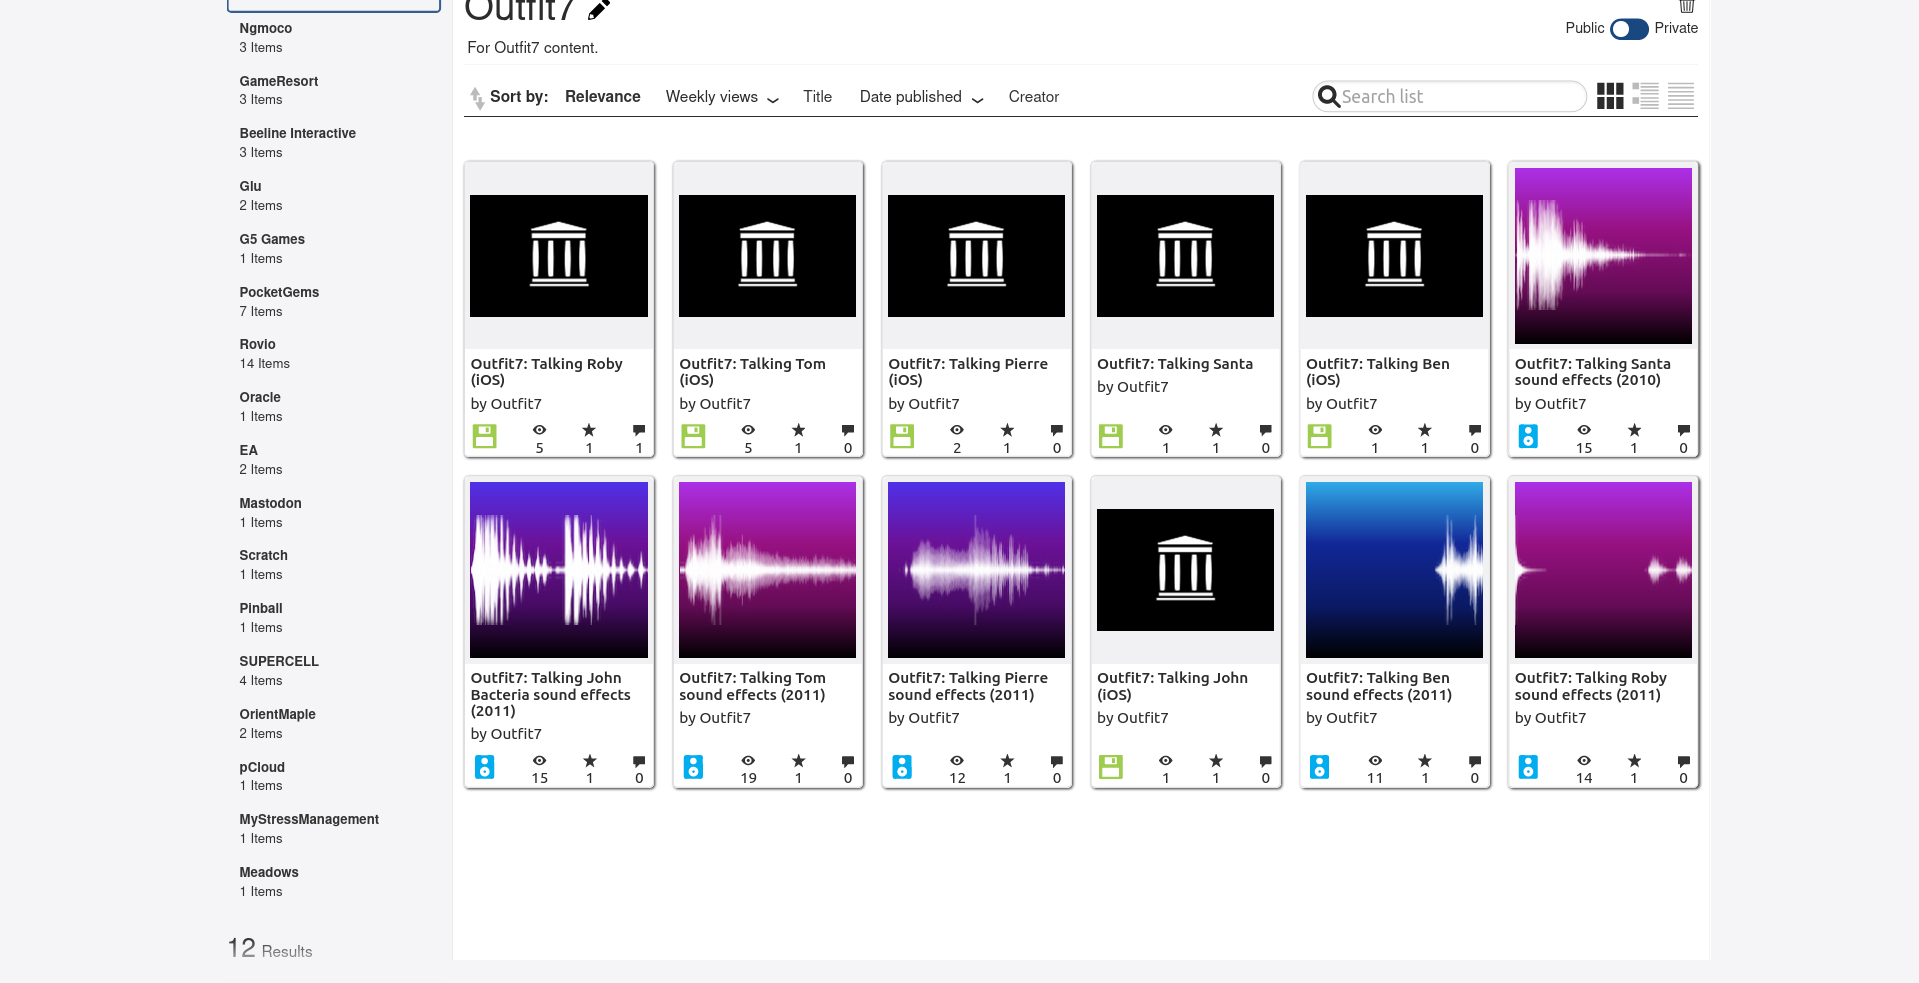 Ngmoco
3 Items
GameResort
3 Items
Beeline Interactive
3 Items
Glu
2 Items
G5 Games
1 Items
PocketGems
7 Items
Rovio
14 Items
Oracle
1 Items
EA
2 Items
Mastodon
1 Items
Scratch
1 Items
Pinball
1 Items
SUPERCELL
4 Items
OrientMaple
2 Items
pCloud
1 Items
MyStressManagement
1 Items
Meadows
1 Items
12 Results
Outfit7
Public Private
For Outfit7 content.
Sort by: Relevance Weekly views Title Date published Creator
Search list
Outfit7: Talking Roby
(iOS)
by Outfit7
5 1 1
Outfit7: Talking Tom
(iOS)
by Outfit7
5 1 0
Outfit7: Talking Pierre
(iOS)
by Outfit7
2 1 0
Outfit7: Talking Santa
by Outfit7
1 1 0
Outfit7: Talking Ben
(iOS)
by Outfit7
1 1 0
Outfit7: Talking Santa
sound effects (2010)
by Outfit7
15 1 0
Outfit7: Talking John
Bacteria sound effects
(2011)
by Outfit7
15 1 0
Outfit7: Talking Tom
sound effects (2011)
by Outfit7
19 1 0
Outfit7: Talking Pierre
sound effects (2011)
by Outfit7
12 1 0
Outfit7: Talking John
(iOS)
by Outfit7
1 1 0
Outfit7: Talking Ben
sound effects (2011)
by Outfit7
11 1 0
Outfit7: Talking Roby
sound effects (2011)
by Outfit7
14 1 0